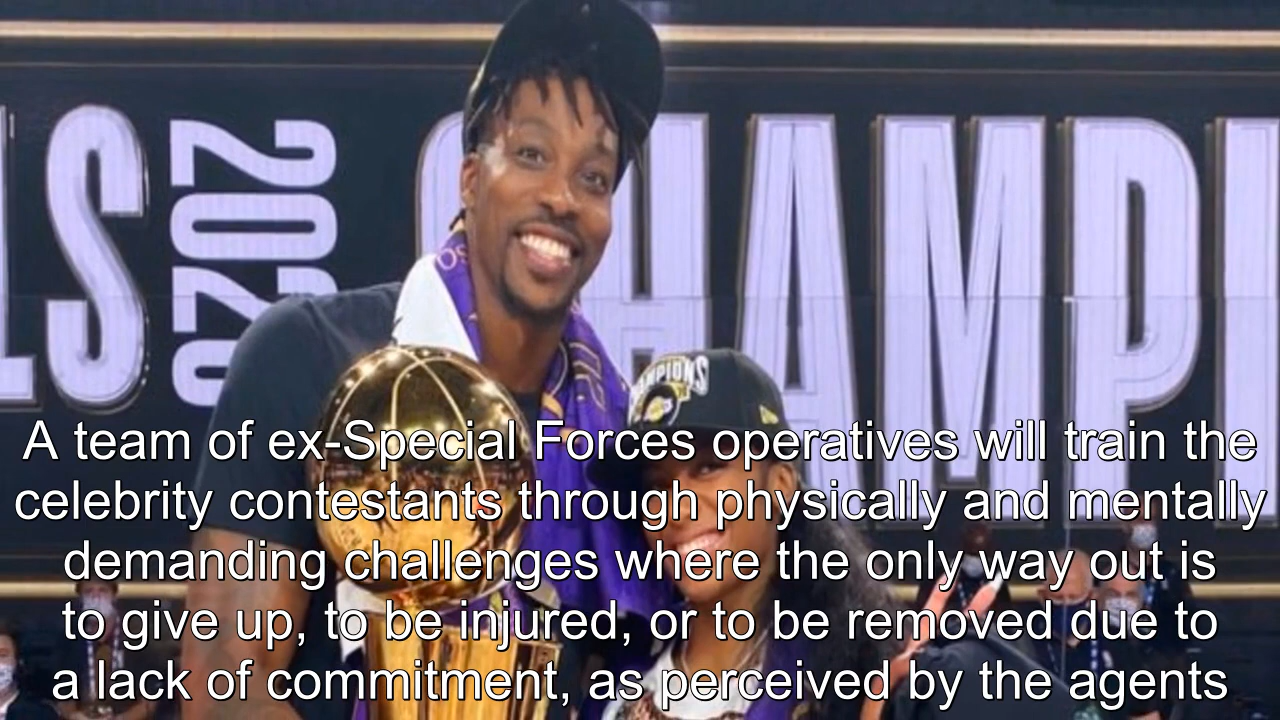 LS 2020 CHAMPI
CHAMPIONS
A team of ex-Special Forces operatives will train the
celebrity contestants through physically and mentally
demanding challenges where the only way out is
to give up, to be injured, or to be removed due to
a lack of commitment, as perceived by the agents